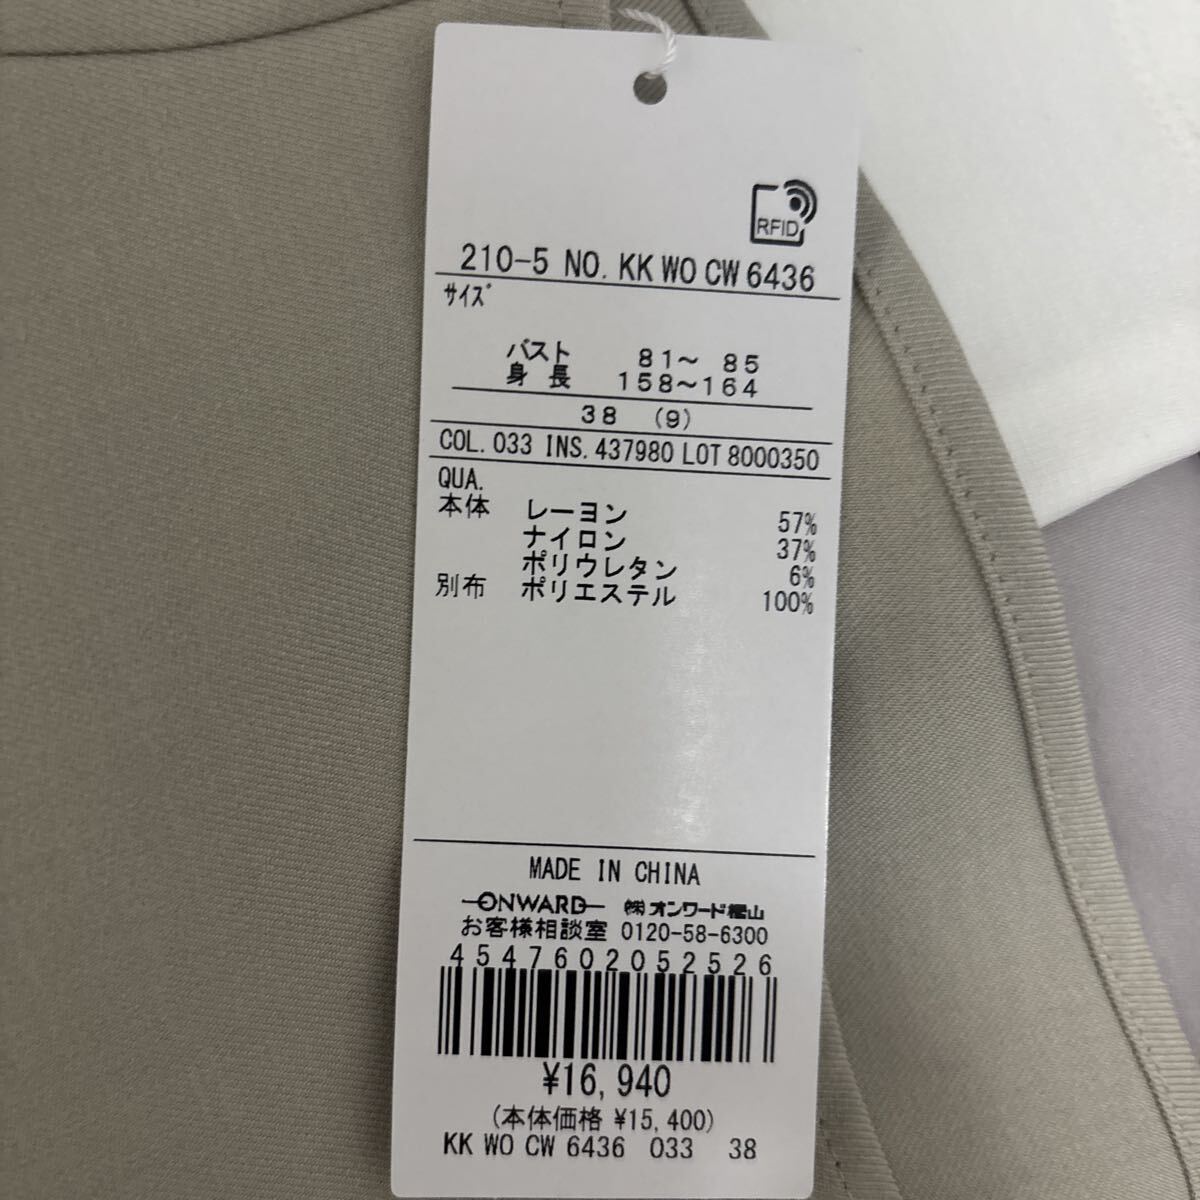 RFID
210-5 NO. KK WO CW 6436
サイズ
バスト 81～ 85
身 長 158～164
38 (9)
COL. 033 INS. 437980 LOT 8000350
QUA.
本体 レーヨン 57%
ナイロン 37%
ポリウレタン 6%
別布 ポリエステル 100%
MADE IN CHINA
ONWARD ㈱オンワード樫山
お客様相談室 0120-58-6300
4547602052526
¥16,940
(本体価格 ¥15,400)
KK WO CW 6436 033 38